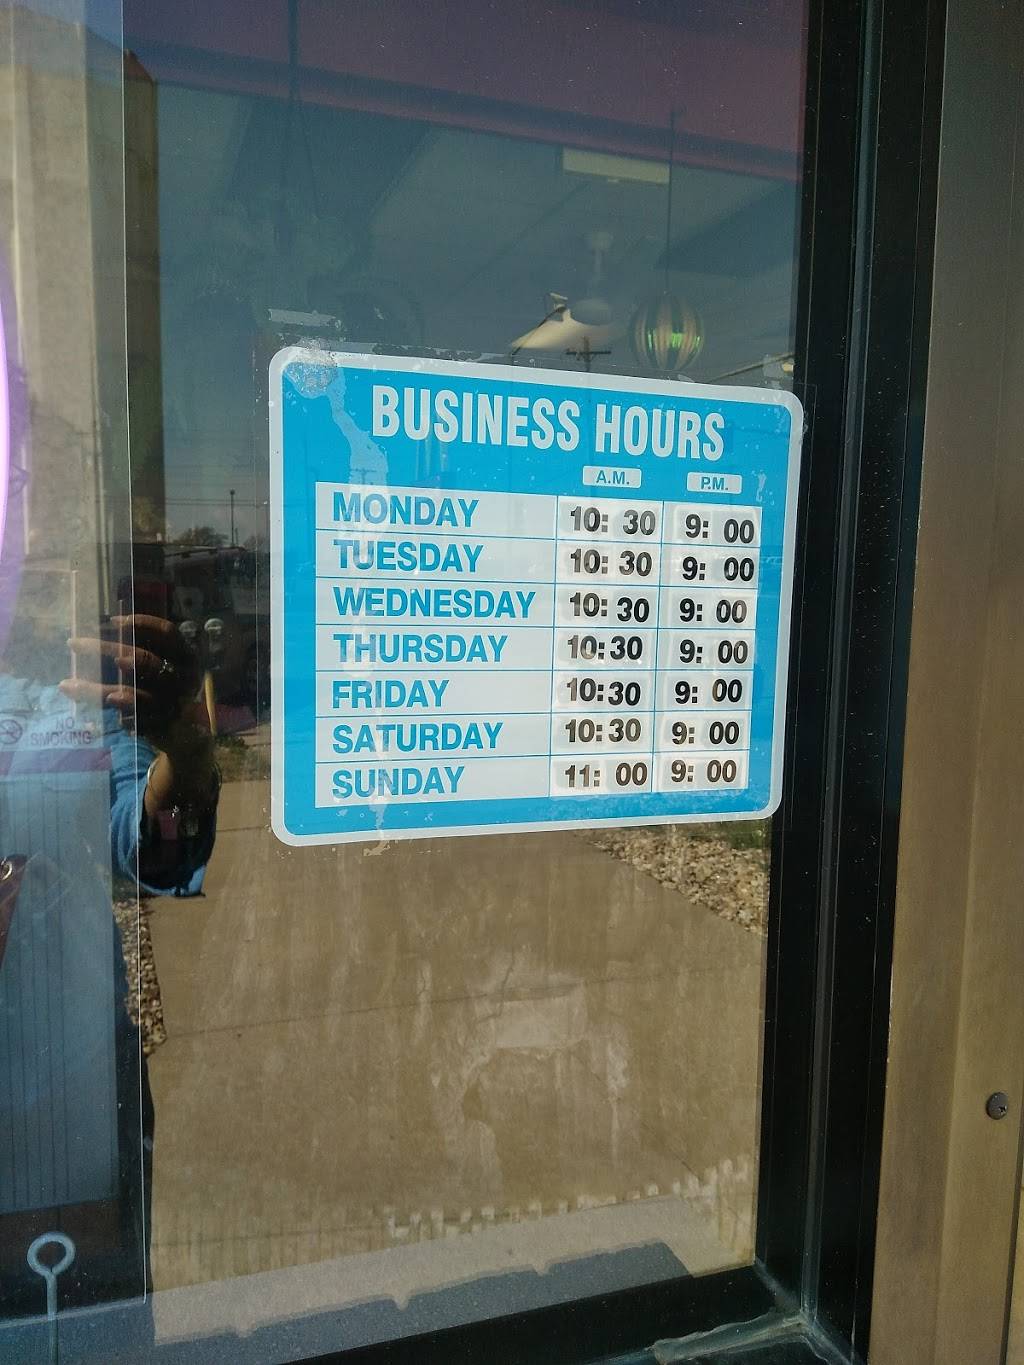 BUSINESS HOURS
A.M. P.M.
MONDAY 10: 30 9: 00
TUESDAY 10: 30 9: 00
WEDNESDAY 10: 30 9: 00
THURSDAY 10:30 9: 00
FRIDAY 10:30 9: 00
SATURDAY 10:30 9: 00
SUNDAY 11: 00 9: 00
NO
SMOKING